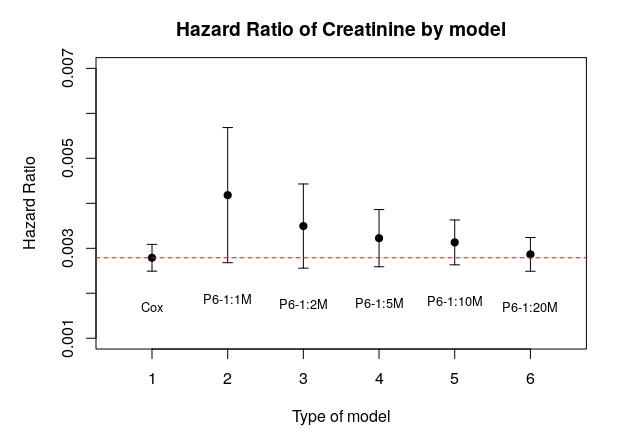 Hazard Ratio of Creatinine by model
Hazard Ratio
0.007
0.005
0.003
0.001
Cox
P6-1:1M
P6-1:2M
P6-1:5M
P6-1:10M
P6-1:20M
1 2 3 4 5 6
Type of model